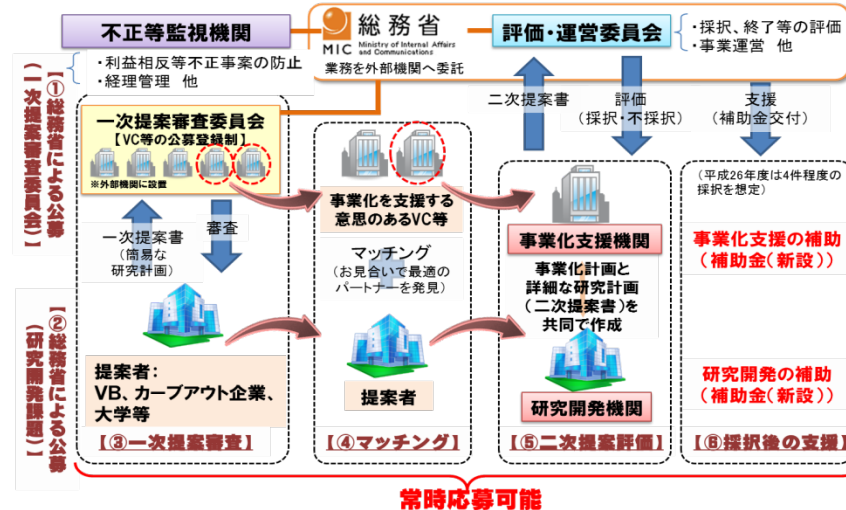 不正等監視機関
・利益相反等不正事案の防止
・経理管理 他
総務省
MIC
Ministry of Internal Affairs
and Communications
業務を外部機関へ委託
評価・運営委員会
・採択、終了等の評価
・事業運営 他
【①総務省による公募
(一次提案審査委員会)】
【②総務省による公募
(研究開発課題)】
一次提案審査委員会
【VC等の公募登録制】
※外部機関に設置
一次提案書
(簡易な
研究計画)
審査
提案者:
VB、カーブアウト企業、
大学等
【③一次提案審査】
事業化を支援する
意思のあるVC等
マッチング
(お見合いで最適の
パートナーを発見)
提案者
【④マッチング】
二次提案書
評価
(採択・不採択)
事業化支援機関
事業化計画と
詳細な研究計画
(二次提案書)を
共同で作成
研究開発機関
【⑤二次提案評価】
支援
(補助金交付)
(平成26年度は4件程度の
採択を想定)
事業化支援の補助
(補助金(新設))
研究開発の補助
(補助金(新設))
【⑥採択後の支援】
常時応募可能